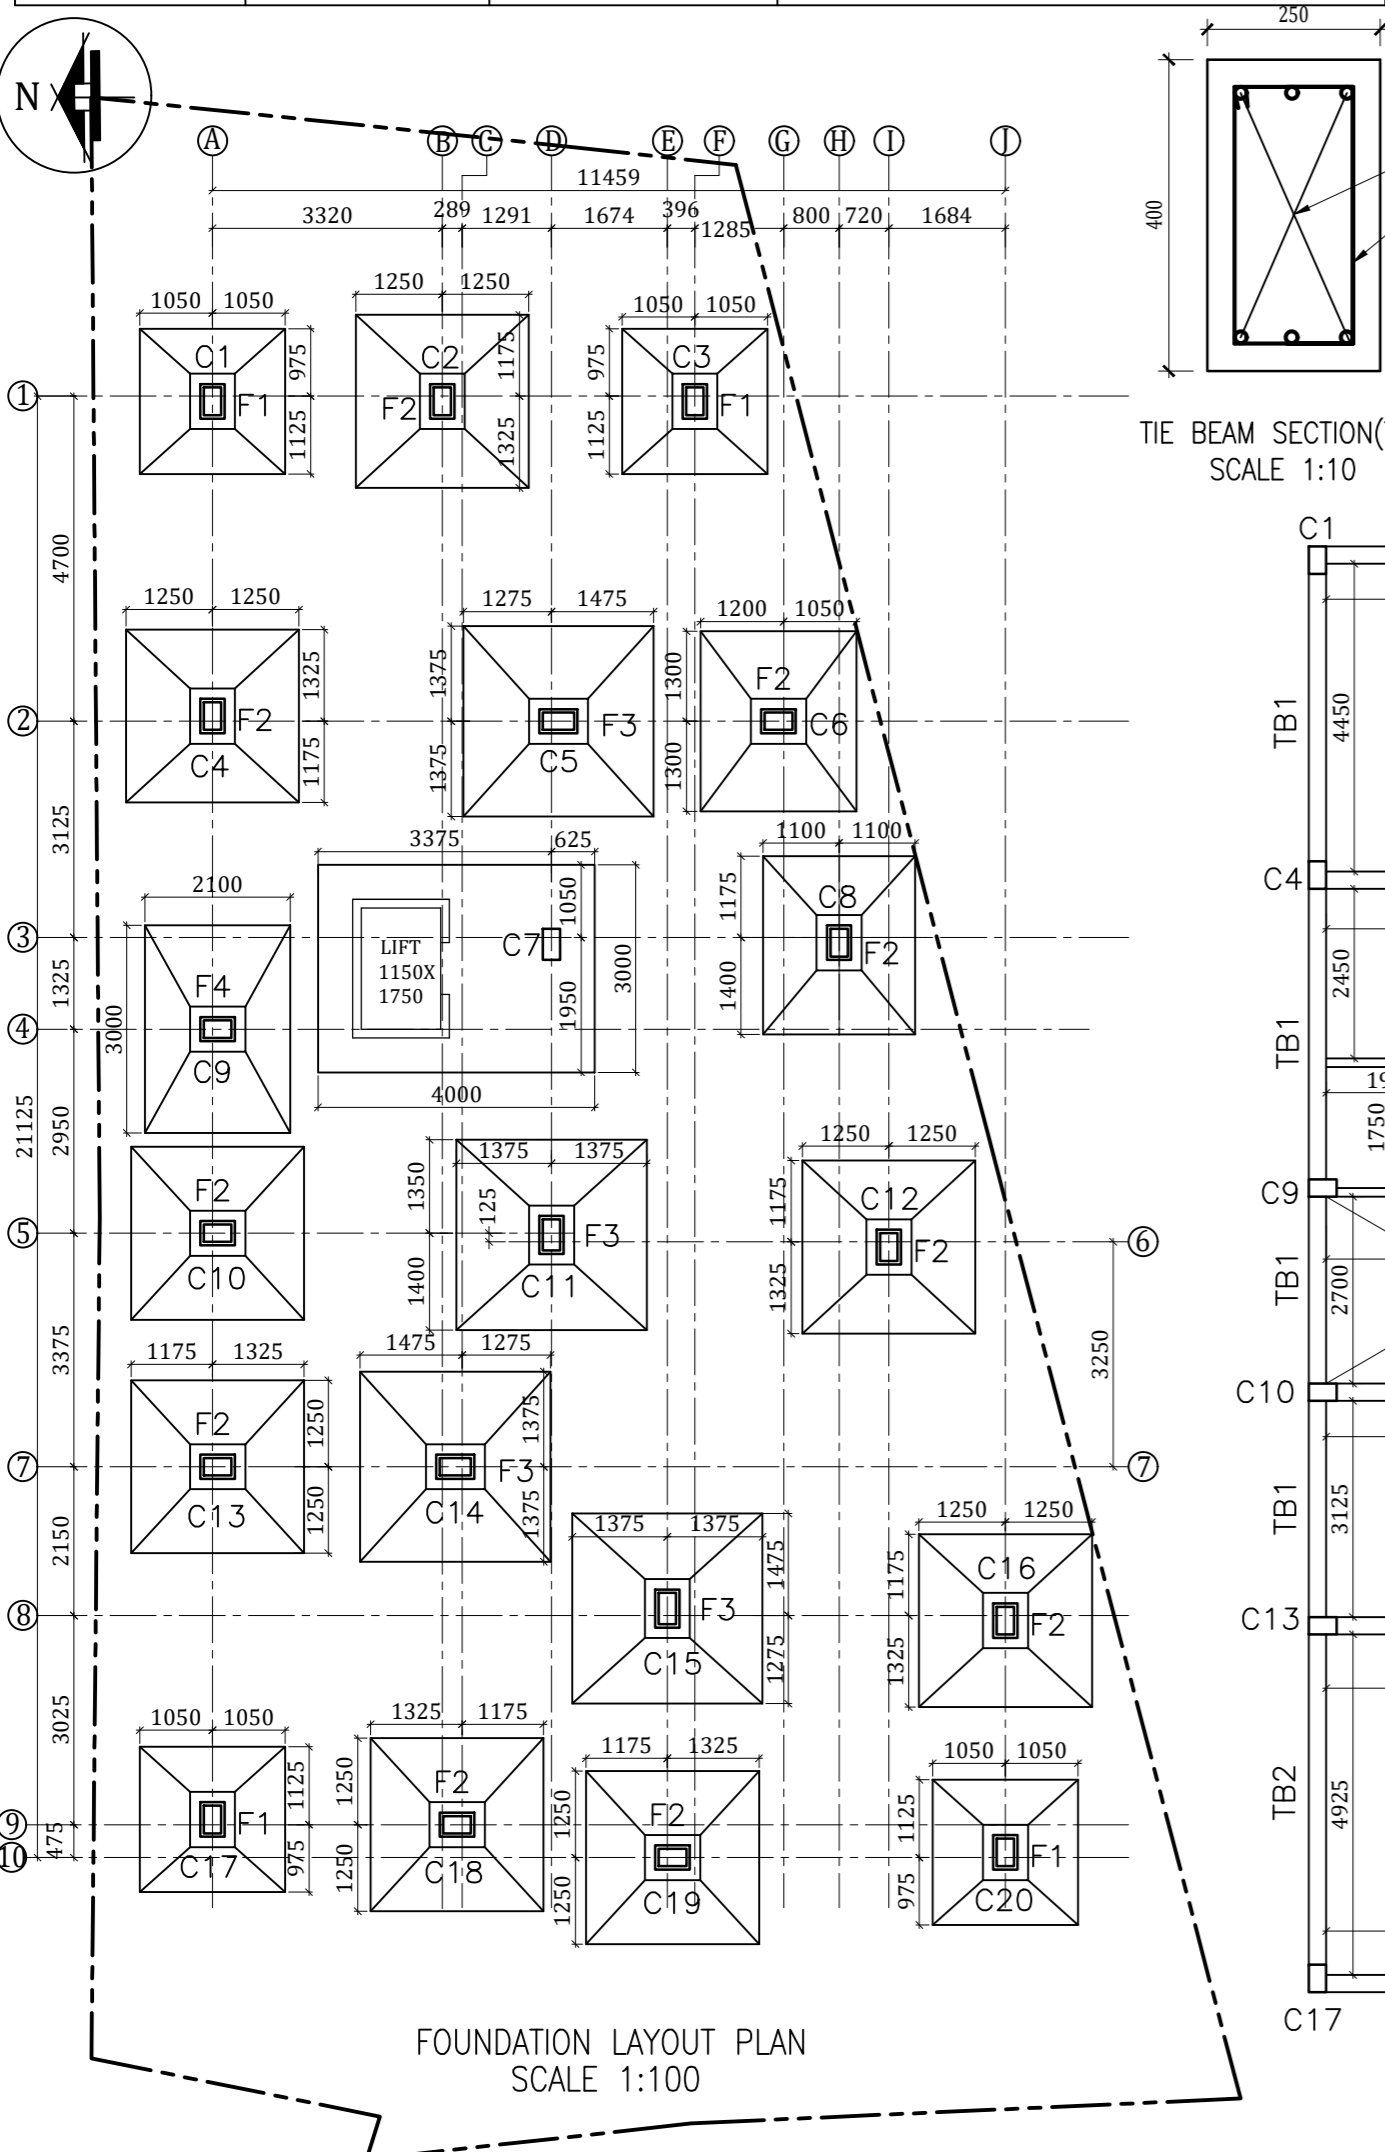 250
N
A B C D E F G H I J
11459
3320 289 1291 1674 396 1285 800 720 1684
400
1250 1250
1050 1050
1050 1050
C1 975
C2 1175
975 C3
1
F1
F2
F1
1125
1325
1125
TIE BEAM SECTION(
SCALE 1:10
C1
4700
1250 1250
1275 1475
1200 1050
1325
1375
1300
F2
TB1
4450
2
F2
F3
C6
C4
1175
1375
C5
1300
3125
3375 625
1100 1100
C4
2100
1050
1175
C8
3
LIFT
1150X
1750
C7
3000
F2
2450
1325
F4
1950
1400
4
3000
C9
TB1
4000
19
21125
2950
1750
1250 1250
1375 1375
C9
F2
1350
125
1175
C12
5
F3
F2
6
C10
1400
C11
1325
TB1
2700
3375
1175 1325
1475 1275
3250
C10
F2
1250
1375
7
F3
7
C13
1250
C14
1375
TB1
3125
2150
1375 1375
1475
1250 1250
1175
C16
8
F3
F2
C13
C15
1275
1325
3025
1050 1050
1325 1175
1175 1325
1050 1050
1125
1250
F2
1250
F2
1125
TB2
4925
9
F1
475
10
C17
975
1250
C18
1250
C19
975
F1
C20
C17
FOUNDATION LAYOUT PLAN
SCALE 1:100